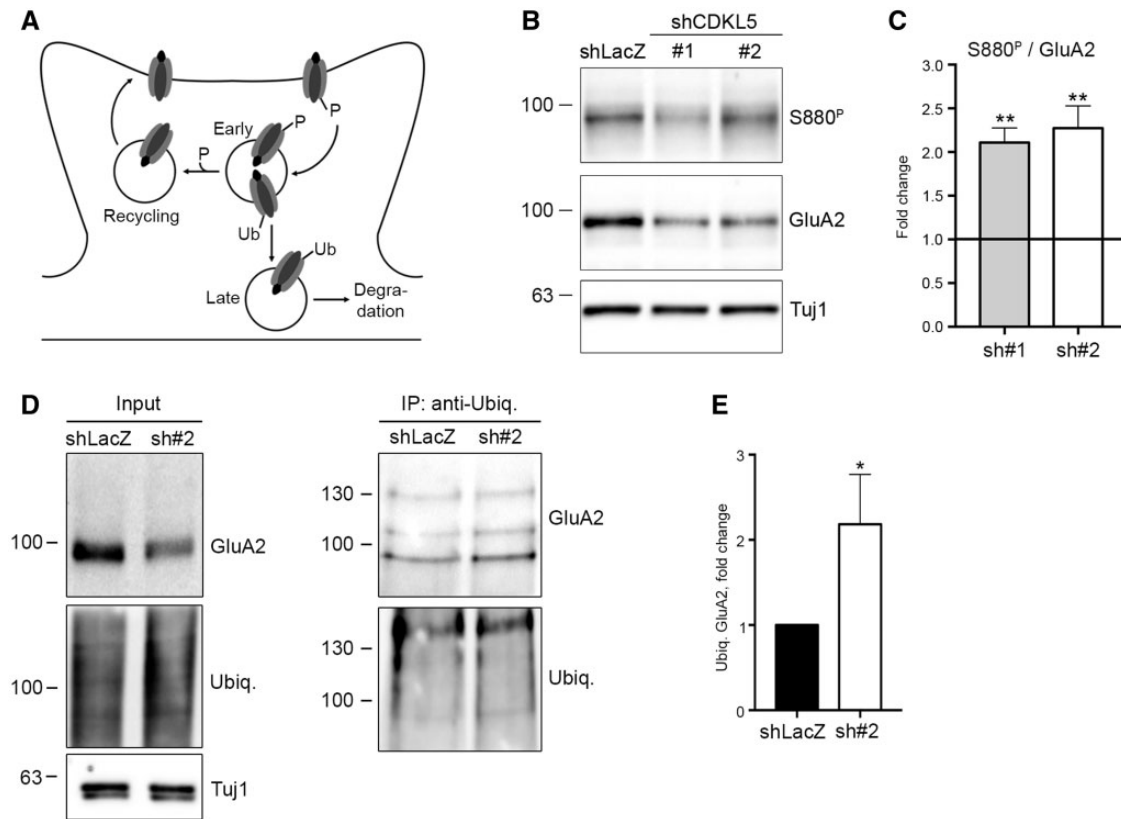 A
P
Early
P
P
Recycling
Ub
Ub
Late
Degra-
dation
B
shCDKL5
shLacZ #1 #2
100
S880ᴾ
100
GluA2
63
Tuj1
C
S880ᴾ / GluA2
Fold change
3.0
2.5
2.0
1.5
1.0
0.5
0.0
** **
sh#1 sh#2
D
Input
shLacZ sh#2
100
GluA2
100
Ubiq.
63
Tuj1
IP: anti-Ubiq.
shLacZ sh#2
130
100
GluA2
130
100
Ubiq.
E
Ubiq. GluA2, fold change
3
2
1
0
*
shLacZ sh#2